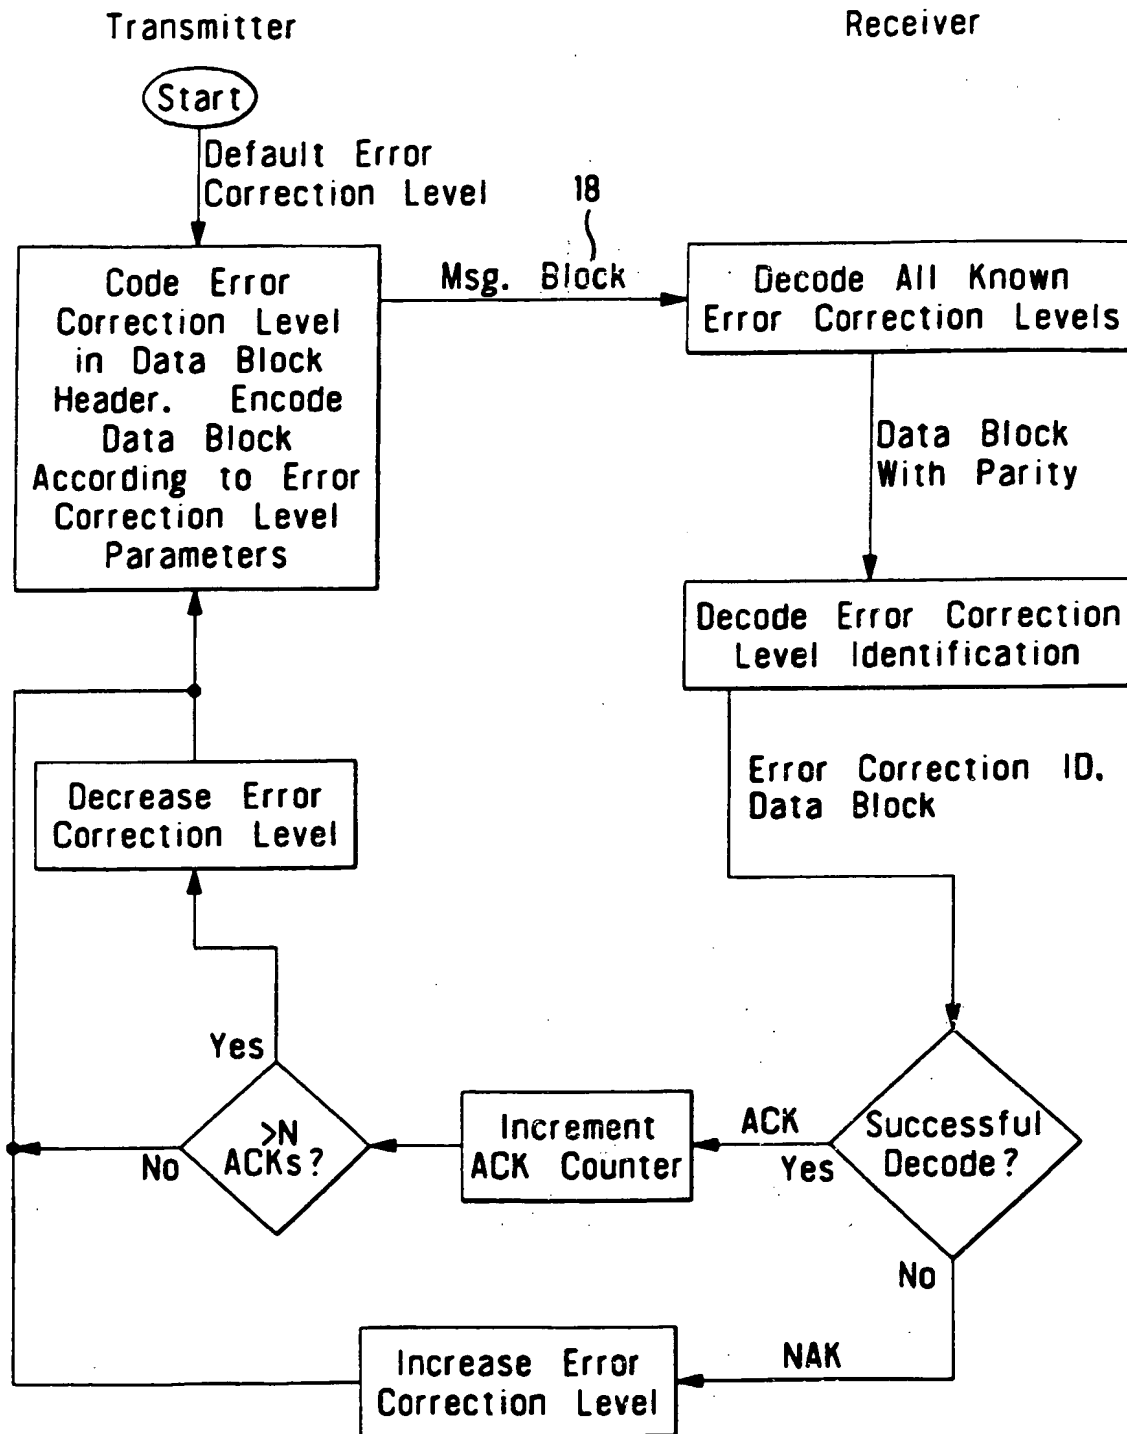 Transmitter
Receiver
Start
Default Error
Correction Level
18
Msg. Block
Code Error
Correction Level
in Data Block
Header. Encode
Data Block
According to Error
Correction Level
Parameters
Decode All Known
Error Correction Levels
Data Block
With Parity
Decode Error Correction
Level Identification
Error Correction ID.
Data Block
Decrease Error
Correction Level
Yes
>N
ACKs?
No
Increment
ACK Counter
ACK
Yes
Successful
Decode?
No
NAK
Increase Error
Correction Level